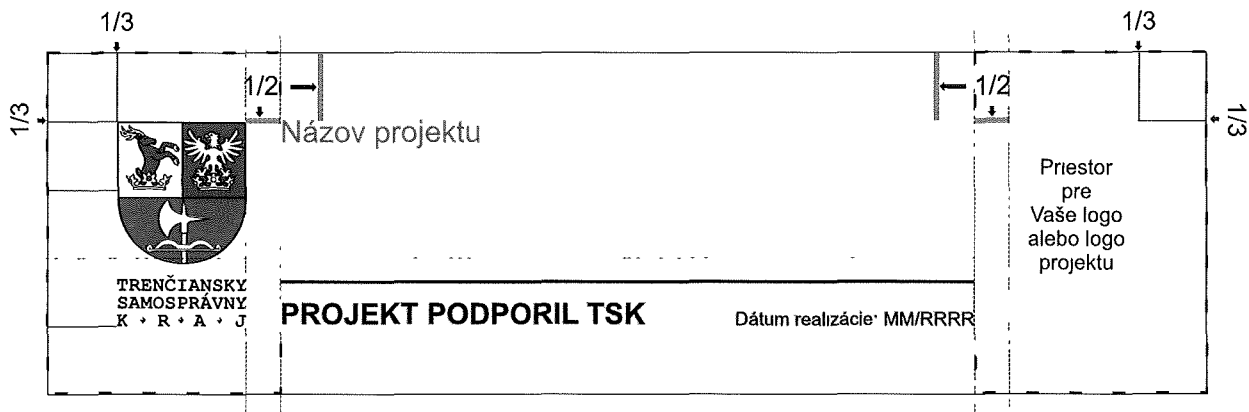 1/3
1/3
1/2
1/2
1/3
1/3
Názov projektu
Priestor
pre
Vaše logo
alebo logo
projektu
TRENČIANSKY
SAMOSPRÁVNY
K • R • A • J
PROJEKT PODPORIL TSK
Dátum realizácie: MM/RRRR